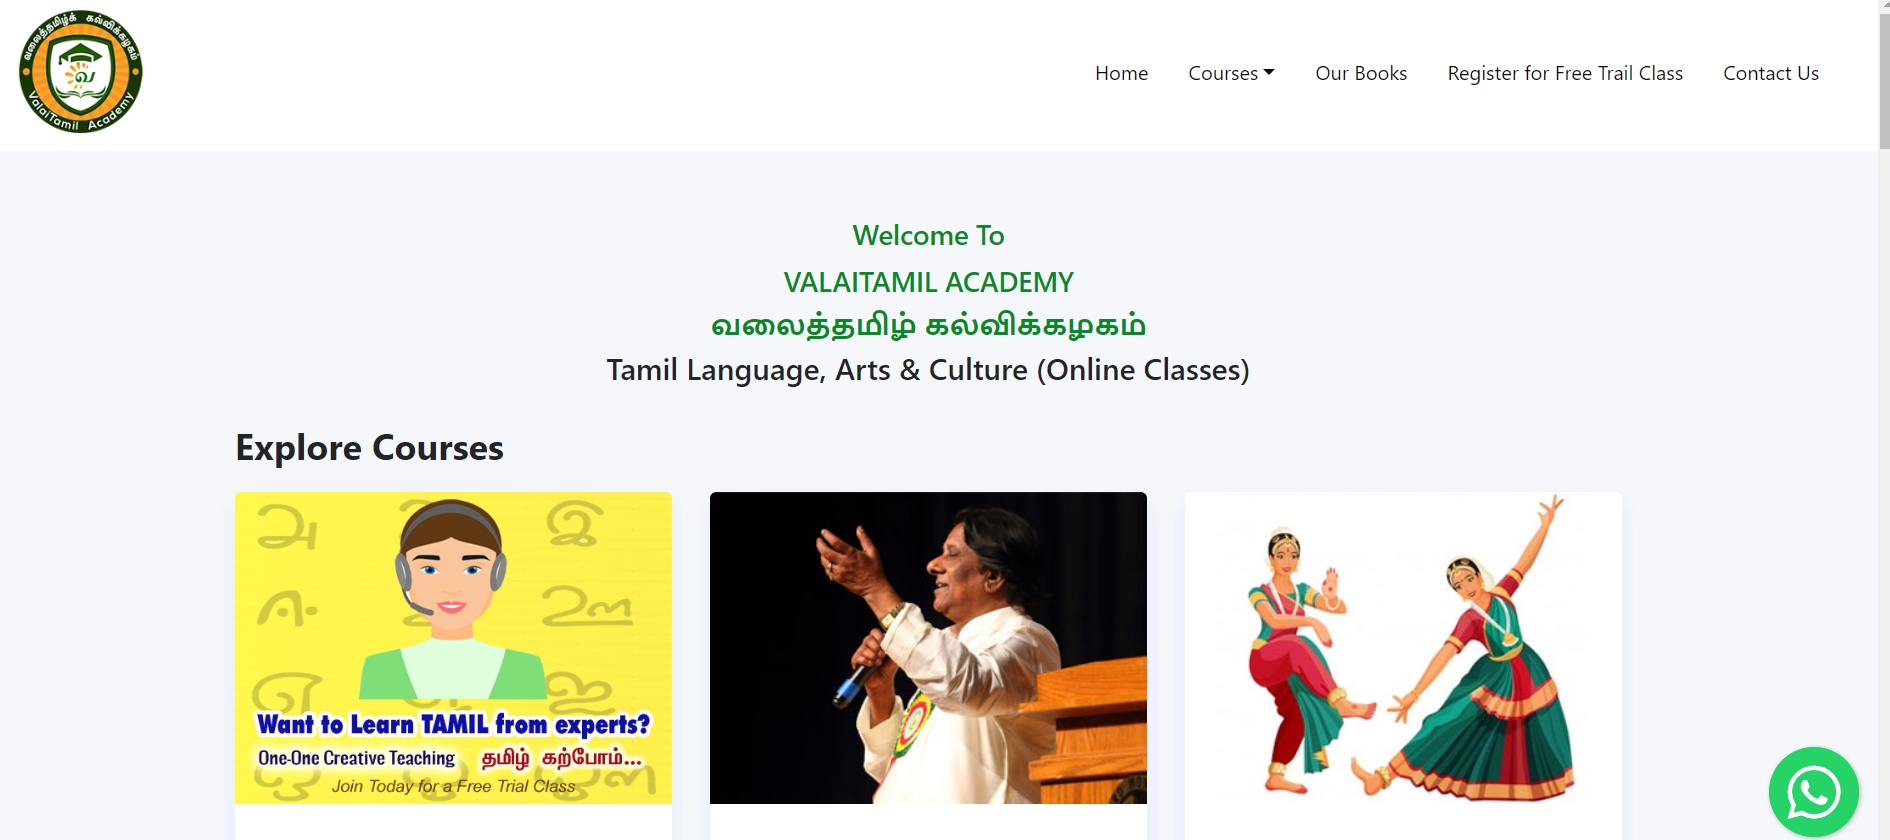 வலைத்தமிழ்க் கல்விக்கழகம்
வ
ValaiTamil Academy
Home
Courses
Our Books
Register for Free Trail Class
Contact Us
Welcome To
VALAITAMIL ACADEMY
வலைத்தமிழ் கல்விக்கழகம்
Tamil Language, Arts & Culture (Online Classes)
Explore Courses
அ
இ
ஈ
உ
ஊ
ஏ
ஐ
ஒ
ஓ
ஔ
Want to Learn TAMIL from experts?
One-One Creative Teaching தமிழ் கற்போம்...
Join Today for a Free Trial Class